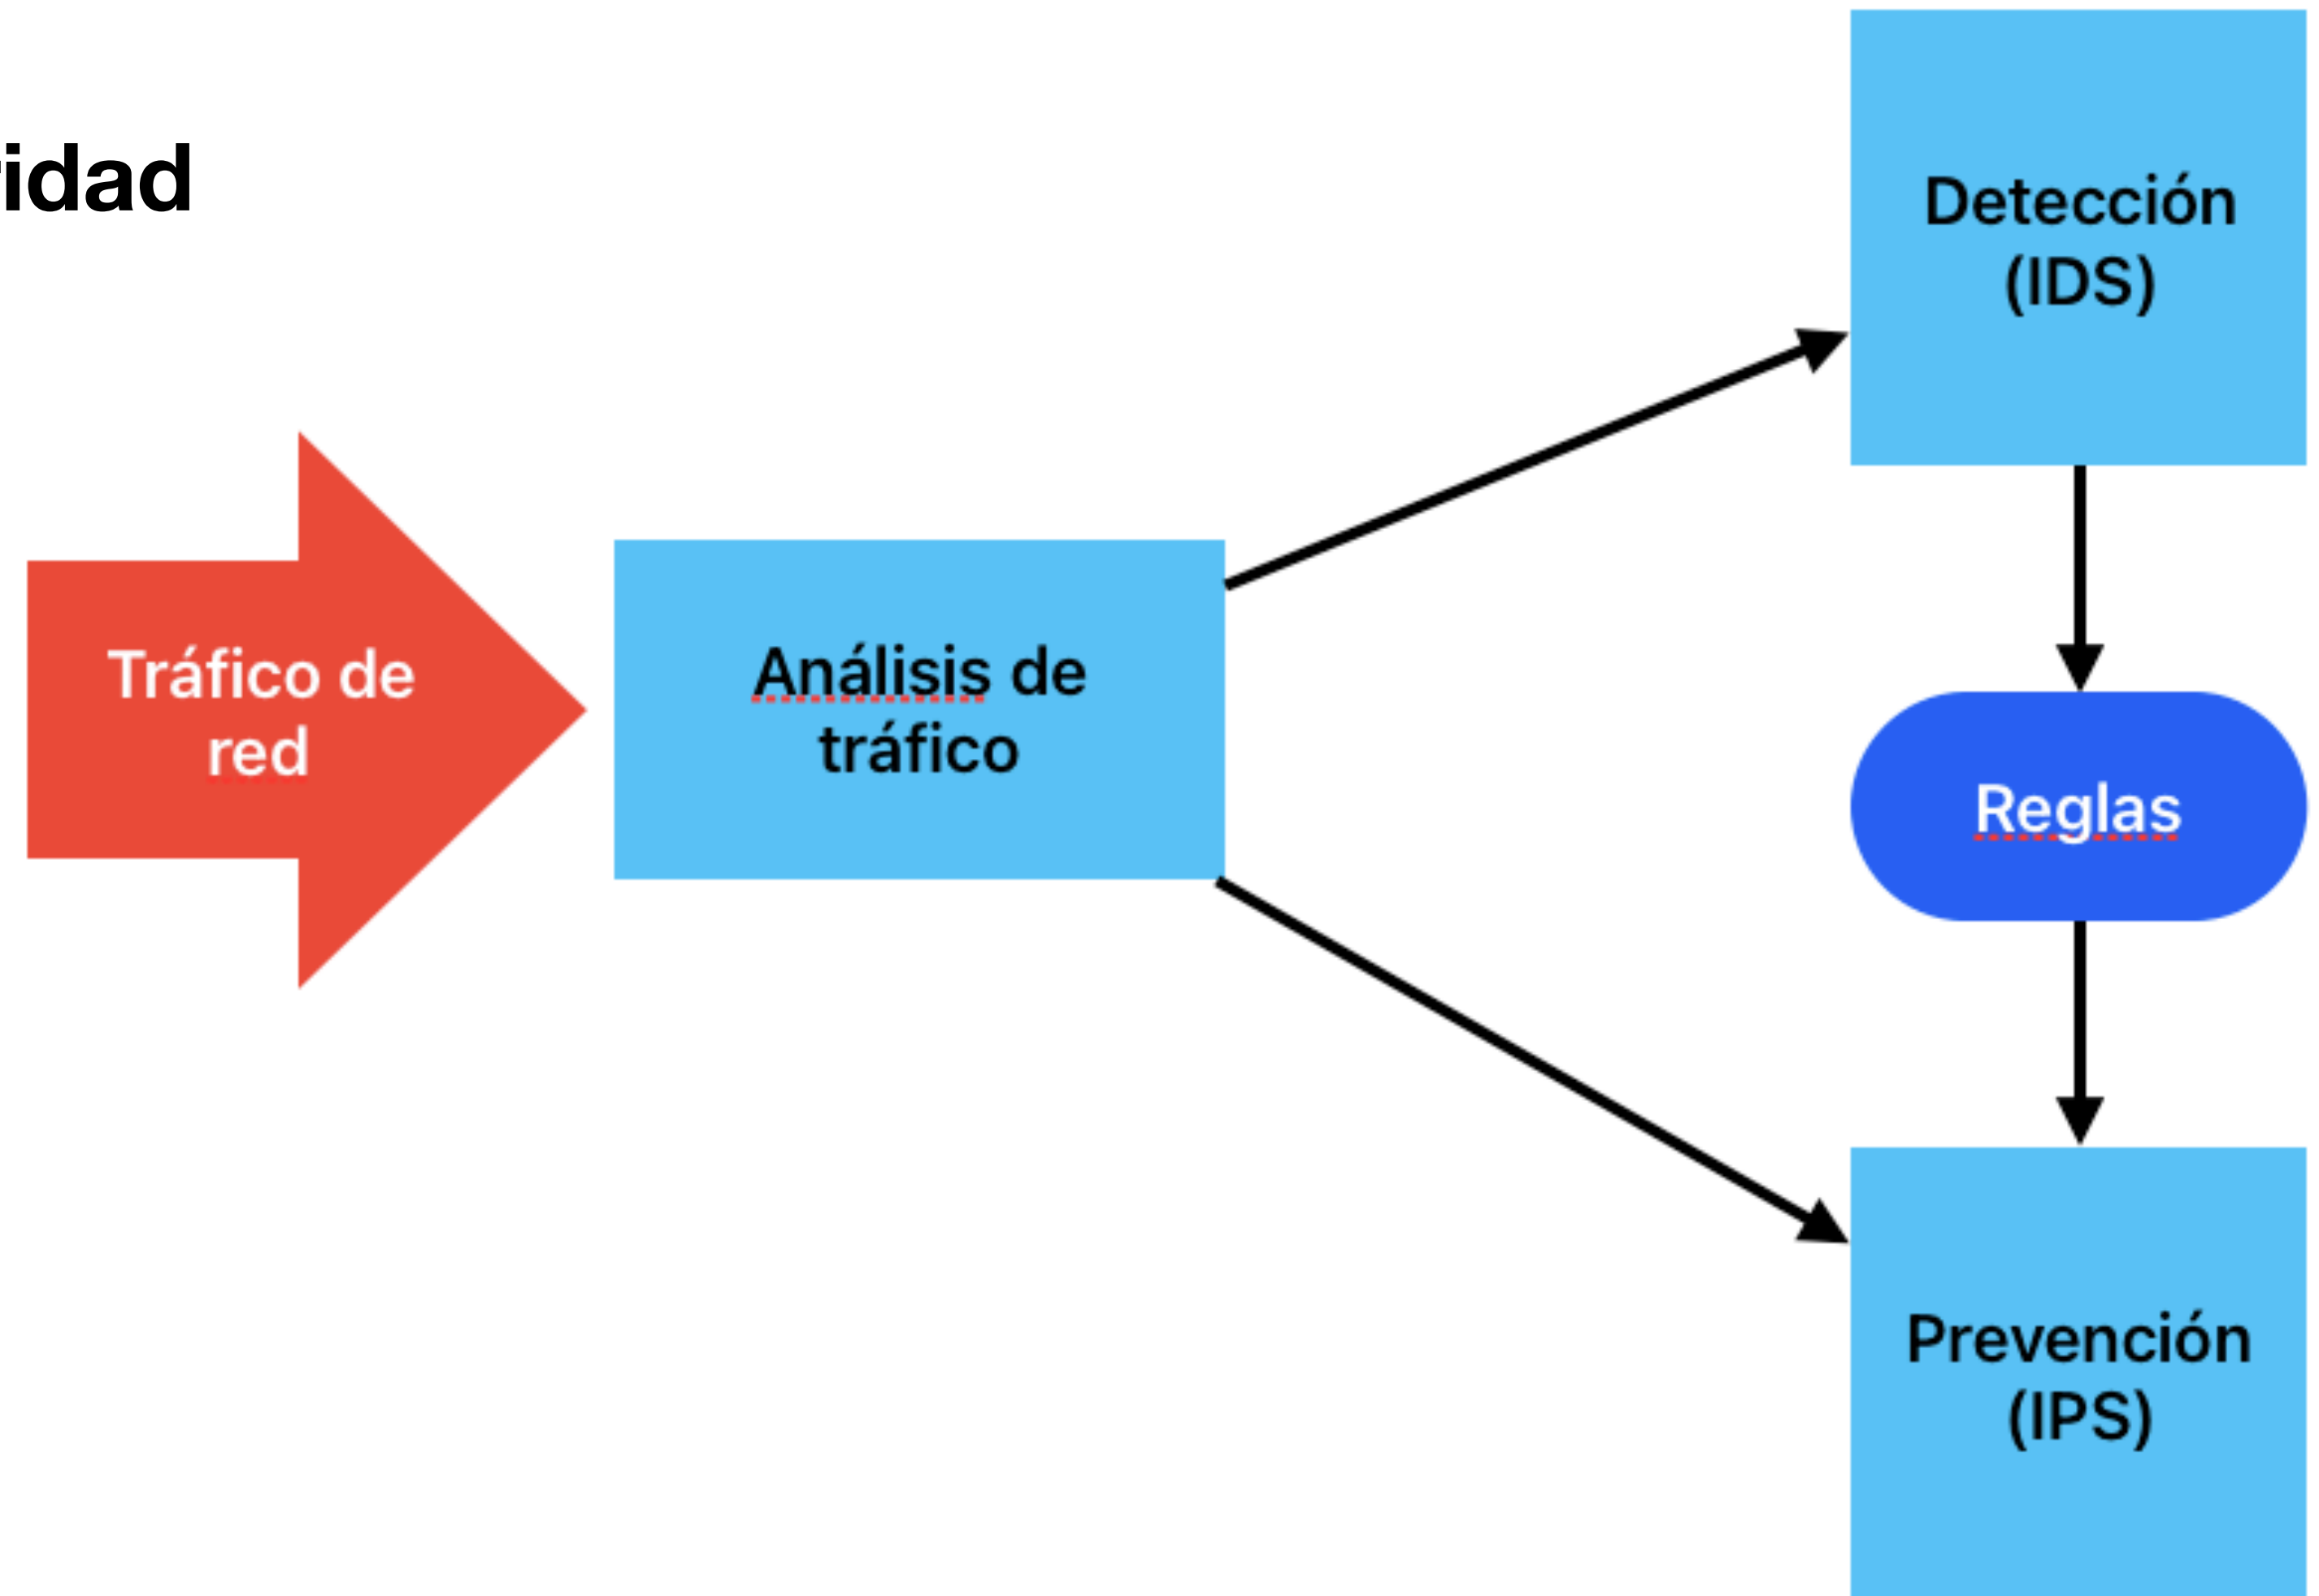 idad
Detección
(IDS)
Tráfico de
red
Análisis de
tráfico
Reglas
Prevención
(IPS)